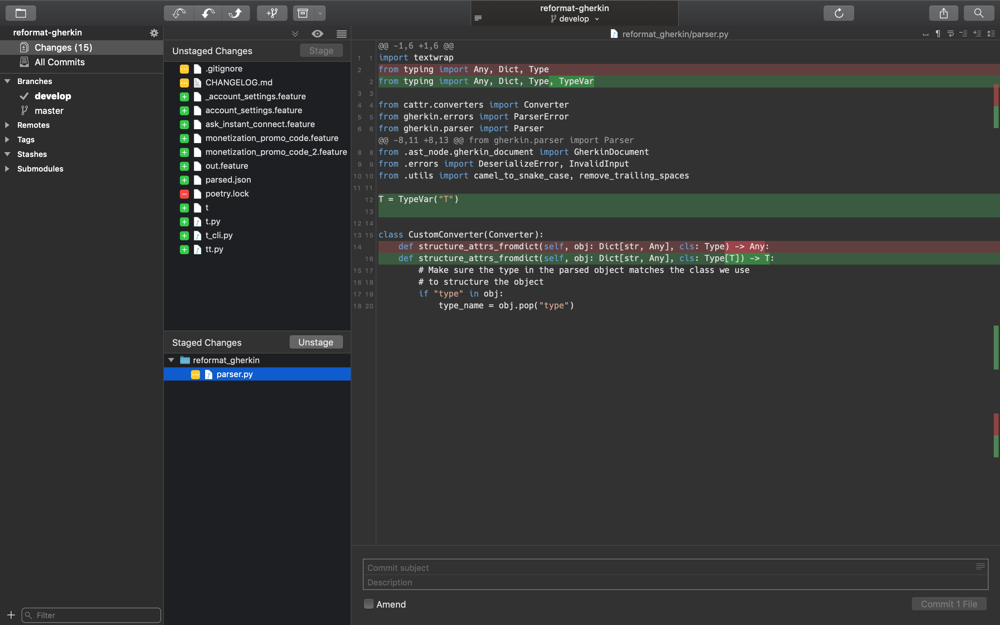 reformat-gherkin
develop
reformat-gherkin
Changes (15)
All Commits
Branches
develop
master
Remotes
Tags
Stashes
Submodules
Filter
Unstaged Changes
Stage
.gitignore
CHANGELOG.md
_account_settings.feature
account_settings.feature
ask_instant_connect.feature
monetization_promo_code.feature
monetization_promo_code_2.feature
out.feature
parsed.json
poetry.lock
t
t.py
t_cli.py
tt.py
Staged Changes
Unstage
reformat_gherkin
parser.py
reformat_gherkin/parser.py
@@ -1,6 +1,6 @@
1 1 import textwrap
2 from typing import Any, Dict, Type
2 from typing import Any, Dict, Type, TypeVar
3 3
4 4 from cattr.converters import Converter
5 5 from gherkin.errors import ParserError
6 6 from gherkin.parser import Parser
@@ -8,11 +8,13 @@ from gherkin.parser import Parser
8 8 from .ast_node.gherkin_document import GherkinDocument
9 9 from .errors import DeserializeError, InvalidInput
10 10 from .utils import camel_to_snake_case, remove_trailing_spaces
11 11
12 T = TypeVar("T")
13
12 14
13 15 class CustomConverter(Converter):
14     def structure_attrs_fromdict(self, obj: Dict[str, Any], cls: Type) -> Any:
16     def structure_attrs_fromdict(self, obj: Dict[str, Any], cls: Type[T]) -> T:
15 17         # Make sure the type in the parsed object matches the class we use
16 18         # to structure the object
17 19         if "type" in obj:
18 20             type_name = obj.pop("type")
Commit subject
Description
Amend
Commit 1 File